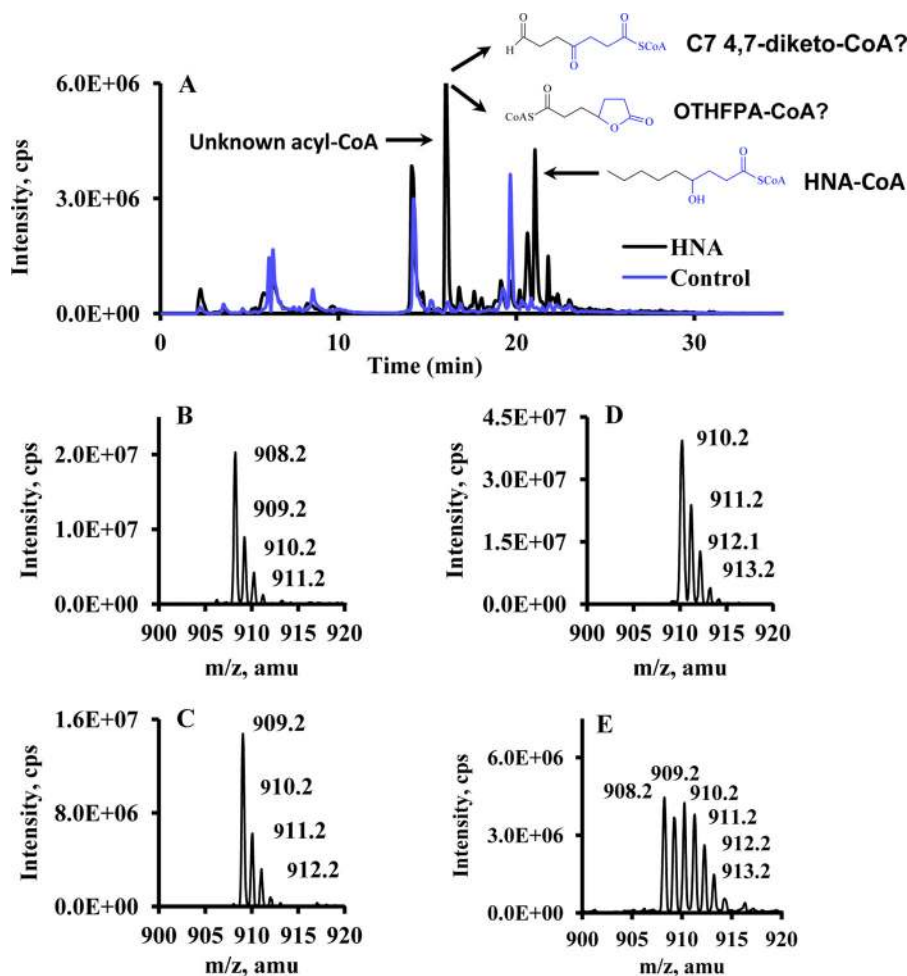 A
Intensity, cps
6.0E+06
3.0E+06
0.0E+00
0
10
20
30
Time (min)
Unknown acyl-CoA
O
H
O
O
SCoA
C7 4,7-diketo-CoA?
O
CoAS
O
O
OTHFPA-CoA?
O
SCoA
OH
HNA-CoA
HNA
Control
B
Intensity, cps
2.0E+07
1.0E+07
0.0E+00
908.2
909.2
910.2
911.2
900 905 910 915 920
m/z, amu
D
Intensity, cps
4.5E+07
3.0E+07
1.5E+07
0.0E+00
910.2
911.2
912.1
913.2
900 905 910 915 920
m/z, amu
C
Intensity, cps
1.6E+07
8.0E+06
0.0E+00
909.2
910.2
911.2
912.2
900 905 910 915 920
m/z, amu
E
Intensity, cps
6.0E+06
3.0E+06
0.0E+00
908.2
909.2
910.2
911.2
912.2
913.2
900 905 910 915 920
m/z, amu